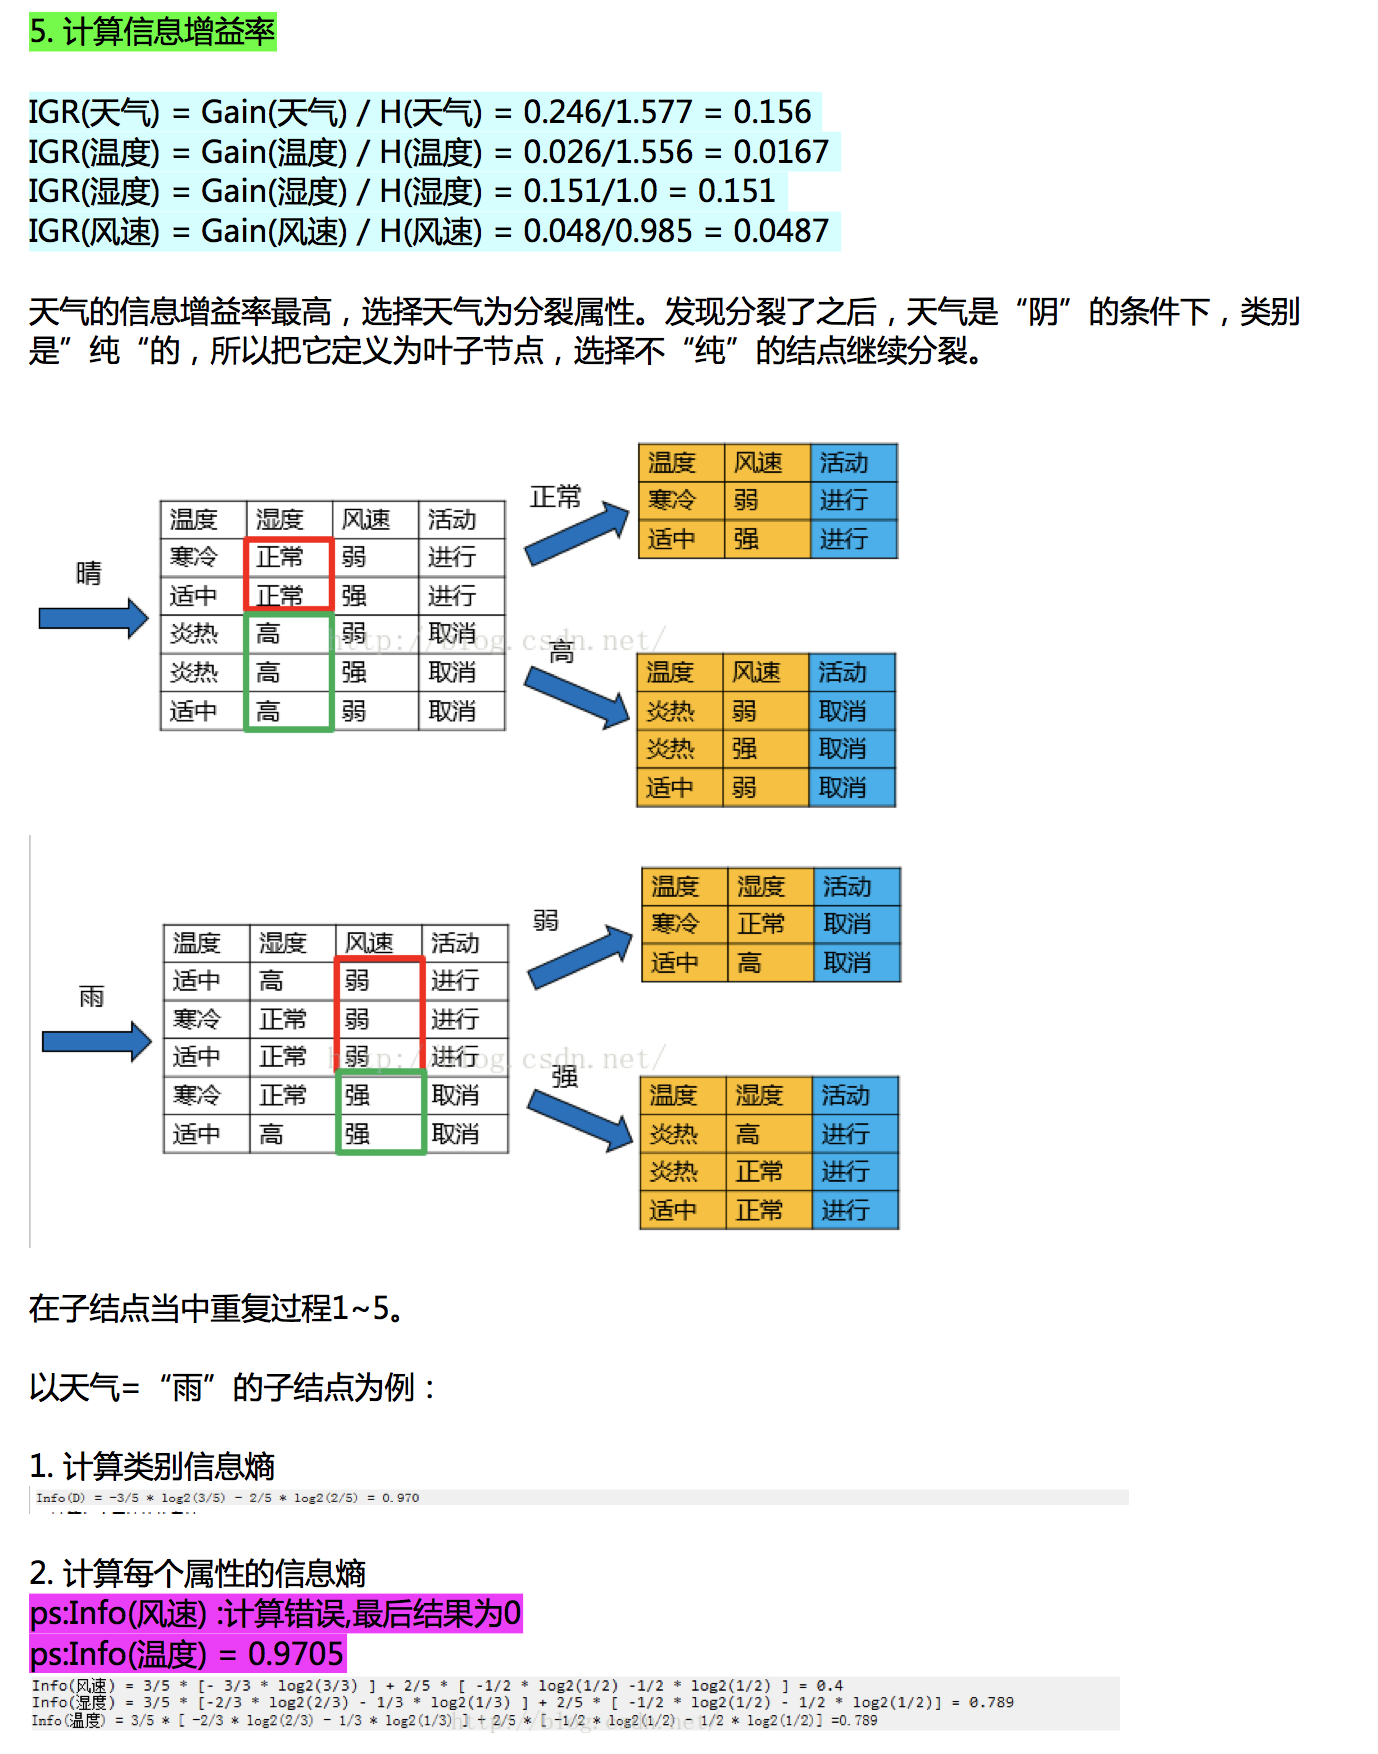 5. 计算信息增益率
IGR(天气) = Gain(天气) / H(天气) = 0.246/1.577 = 0.156
IGR(温度) = Gain(温度) / H(温度) = 0.026/1.556 = 0.0167
IGR(湿度) = Gain(湿度) / H(湿度) = 0.151/1.0 = 0.151
IGR(风速) = Gain(风速) / H(风速) = 0.048/0.985 = 0.0487
天气的信息增益率最高，选择天气为分裂属性。发现分裂了之后，天气是“阴”的条件下，类别
是”纯“的，所以把它定义为叶子节点，选择不“纯”的结点继续分裂。
晴
温度 湿度 风速 活动
寒冷 正常 弱 进行
适中 正常 强 进行
炎热 高 弱 取消
炎热 高 强 取消
适中 高 弱 取消
正常
温度 风速 活动
寒冷 弱 进行
适中 强 进行
http://blog.csdn.net/
高
温度 风速 活动
炎热 弱 取消
炎热 强 取消
适中 弱 取消
雨
温度 湿度 风速 活动
适中 高 弱 进行
寒冷 正常 弱 进行
适中 正常 弱 进行
寒冷 正常 强 取消
适中 高 强 取消
弱
温度 湿度 活动
寒冷 正常 取消
适中 高 取消
http://blog.csdn.net/
强
温度 湿度 活动
炎热 高 进行
炎热 正常 进行
适中 正常 进行
在子结点当中重复过程1~5。
以天气=“雨”的子结点为例：
1. 计算类别信息熵
Info(D) = -3/5 * log2(3/5) - 2/5 * log2(2/5) = 0.970
2. 计算每个属性的信息熵
ps:Info(风速) :计算错误,最后结果为0
ps:Info(温度) = 0.9705
Info(风速) = 3/5 * [- 3/3 * log2(3/3) ] + 2/5 * [ -1/2 * log2(1/2) -1/2 * log2(1/2) ] = 0.4
Info(湿度) = 3/5 * [-2/3 * log2(2/3) - 1/3 * log2(1/3) ] + 2/5 * [ -1/2 * log2(1/2) - 1/2 * log2(1/2)] = 0.789
Info(温度) = 3/5 * [ -2/3 * log2(2/3) - 1/3 * log2(1/3) ] + 2/5 * [ -1/2 * log2(1/2) - 1/2 * log2(1/2)] =0.789
http://blog.csdn.net/